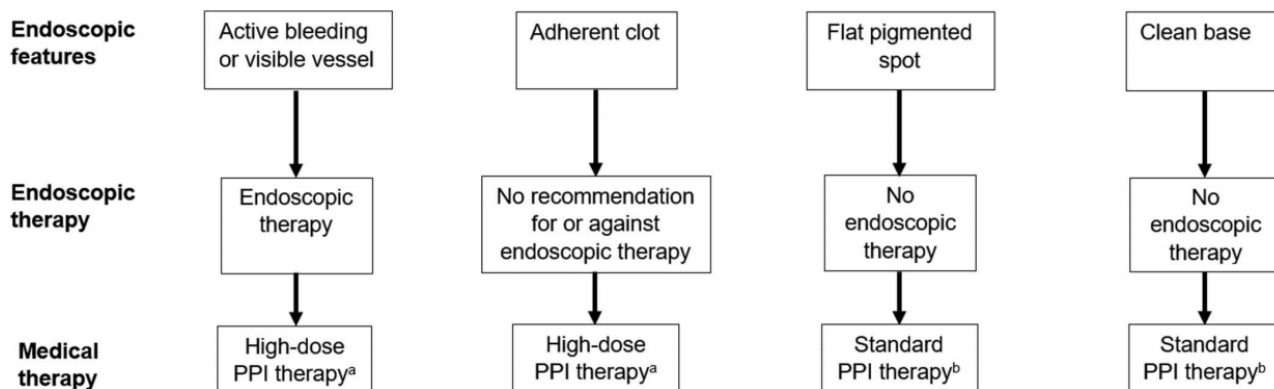 Endoscopic
features
Active bleeding
or visible vessel
Adherent clot
Flat pigmented
spot
Clean base
Endoscopic
therapy
Endoscopic
therapy
No recommendation
for or against
endoscopic therapy
No
endoscopic
therapy
No
endoscopic
therapy
Medical
therapy
High-dose
PPI therapyᵃ
High-dose
PPI therapyᵃ
Standard
PPI therapyᵇ
Standard
PPI therapyᵇ